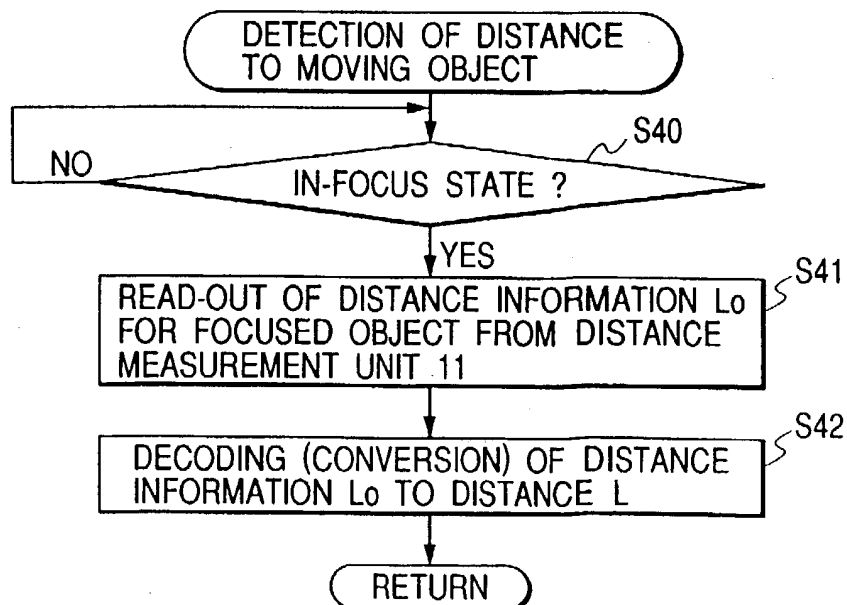 DETECTION OF DISTANCE
TO MOVING OBJECT
S40
NO
IN-FOCUS STATE ?
YES
S41
READ-OUT OF DISTANCE INFORMATION Lo
FOR FOCUSED OBJECT FROM DISTANCE
MEASUREMENT UNIT 11
S42
DECODING (CONVERSION) OF DISTANCE
INFORMATION Lo TO DISTANCE L
RETURN